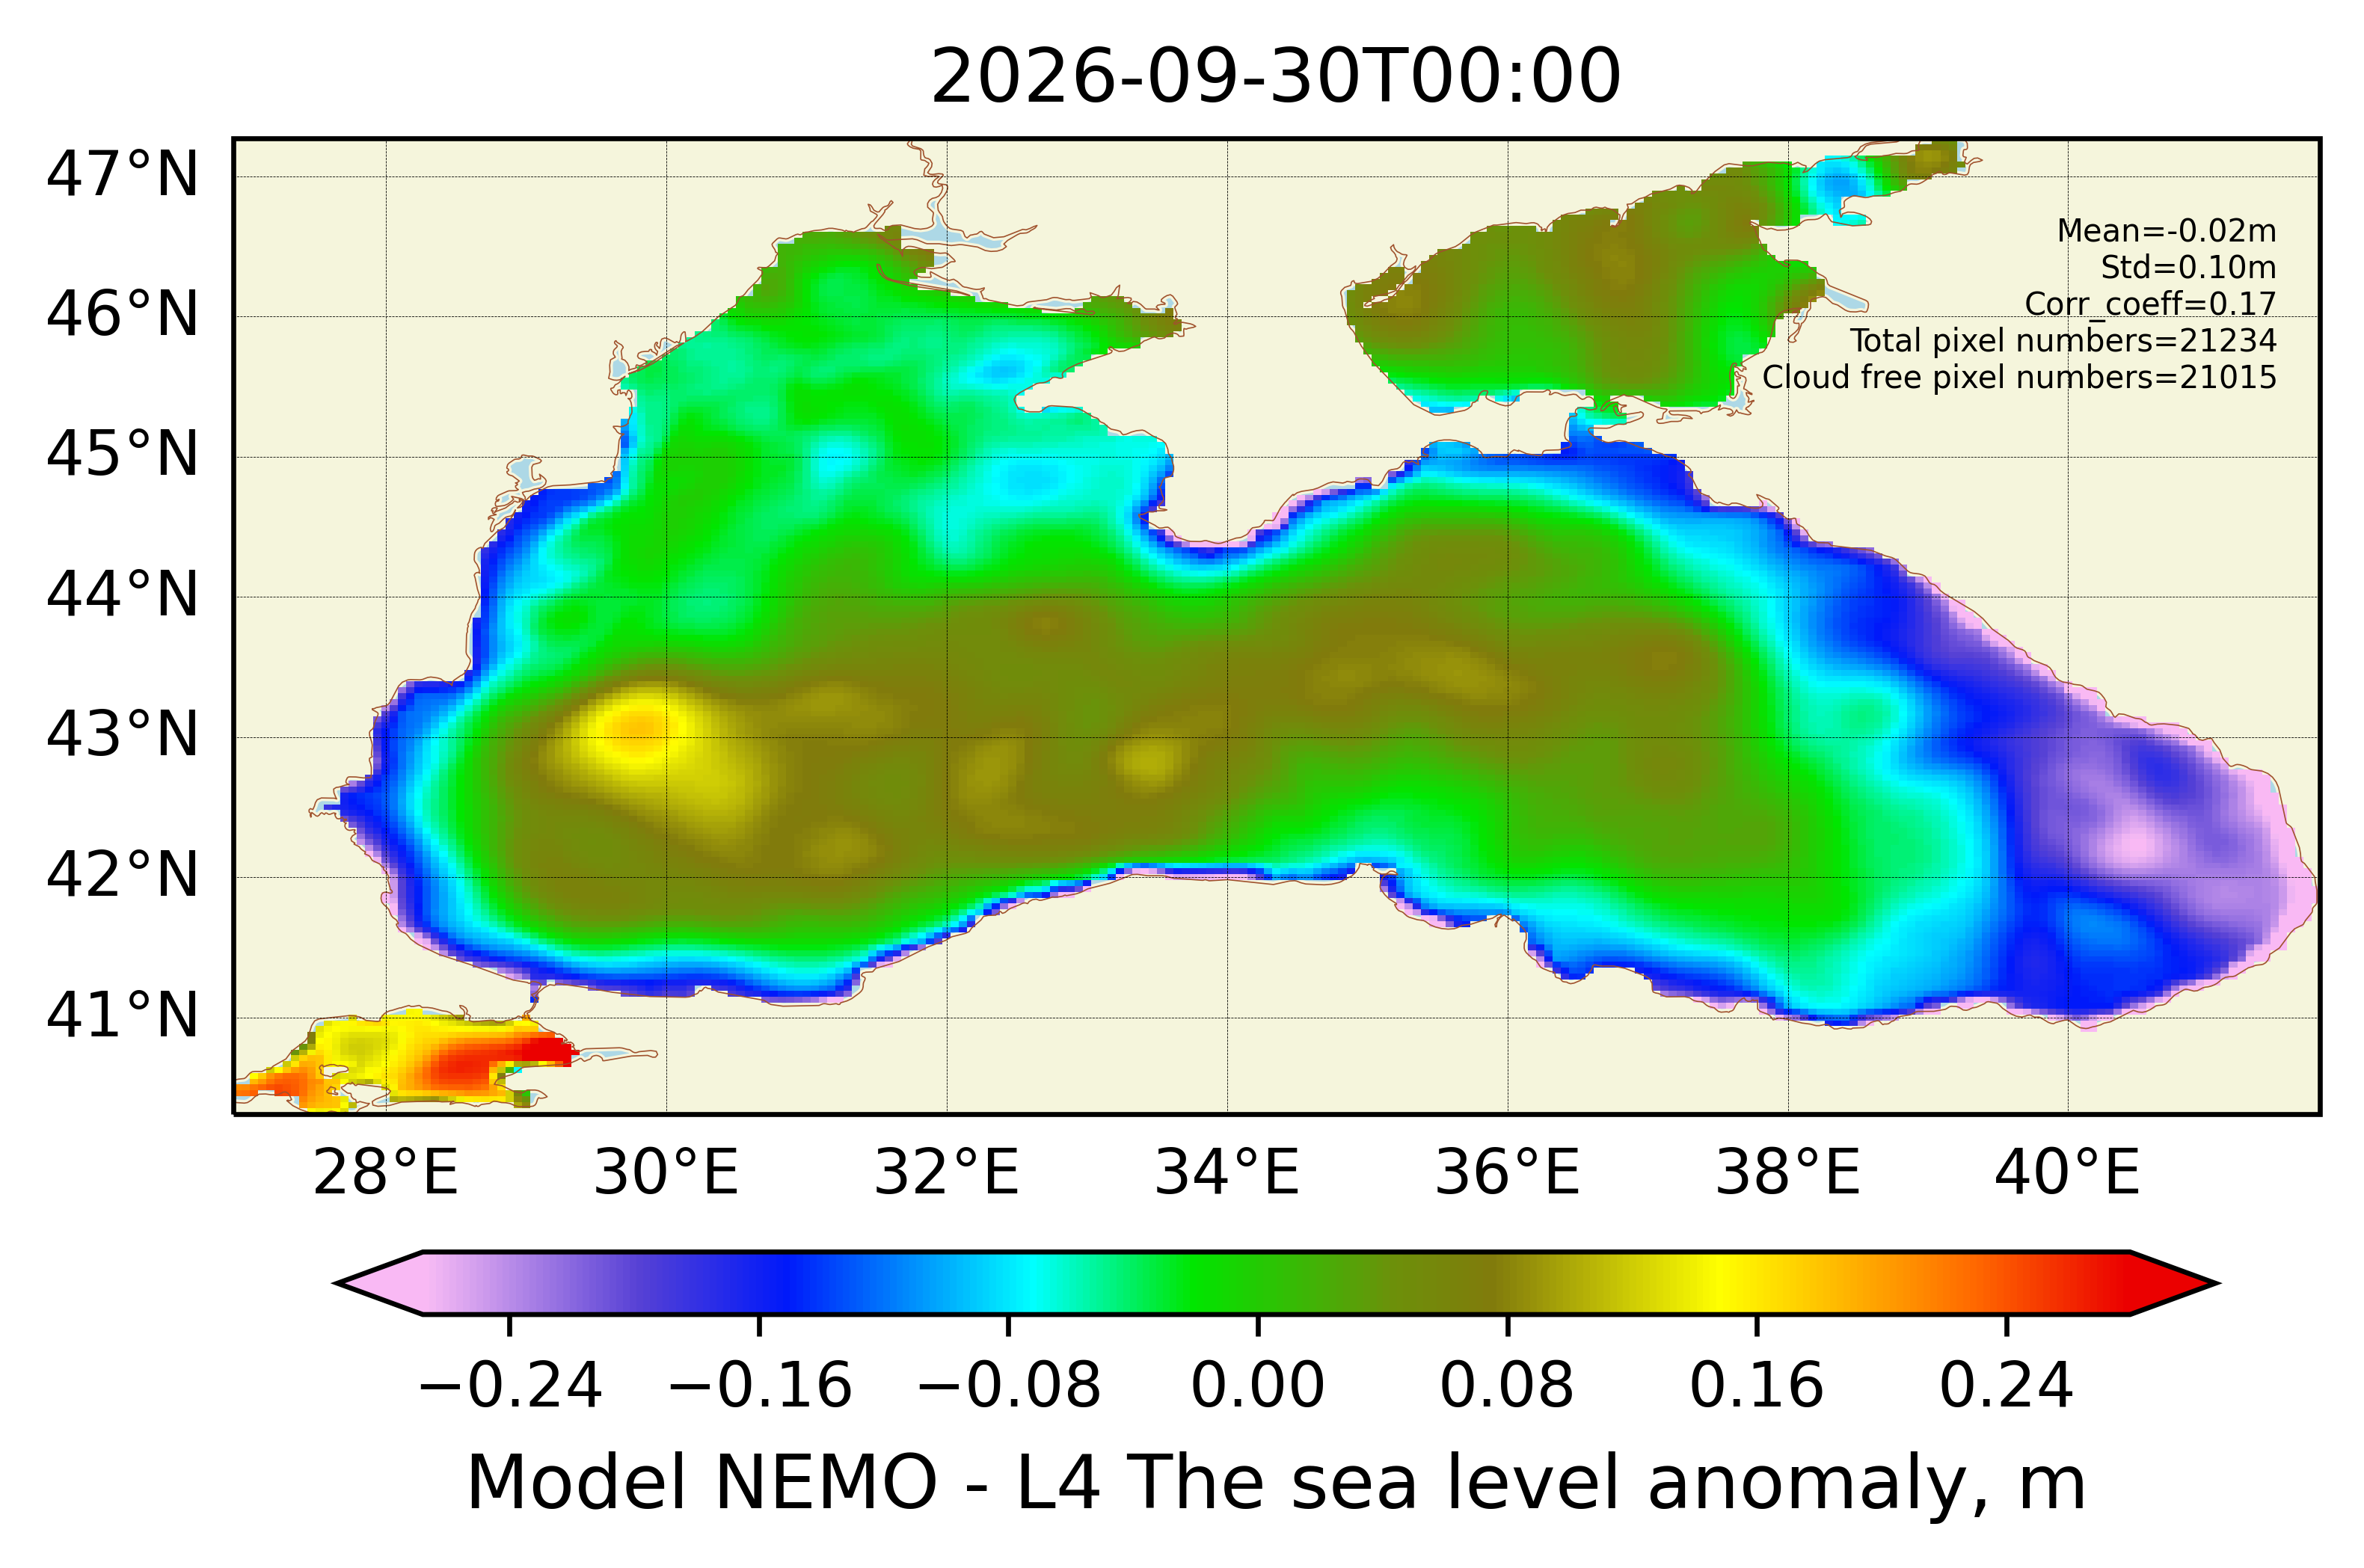 2026-09-30T00:00
47°N
46°N
45°N
44°N
43°N
42°N
41°N
Mean=-0.02m
Std=0.10m
Corr_coeff=0.17
Total pixel numbers=21234
Cloud free pixel numbers=21015
28°E 30°E 32°E 34°E 36°E 38°E 40°E
−0.24 −0.16 −0.08 0.00 0.08 0.16 0.24
Model NEMO - L4 The sea level anomaly, m